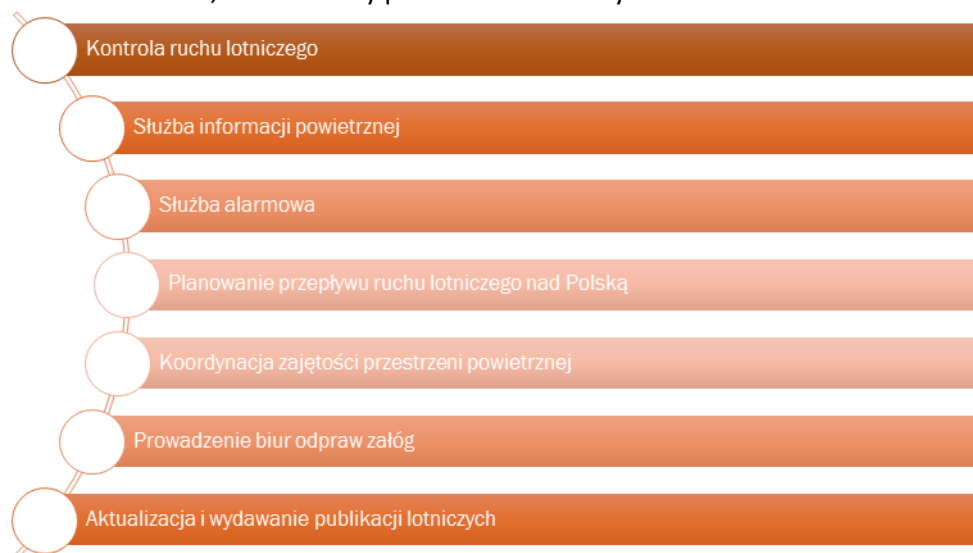 Kontrola ruchu lotniczego
Służba informacji powietrznej
Służba alarmowa
Planowanie przepływu ruchu lotniczego nad Polską
Koordynacja zajętości przestrzeni powietrznej
Prowadzenie biur odpraw załóg
Aktualizacja i wydawanie publikacji lotniczych